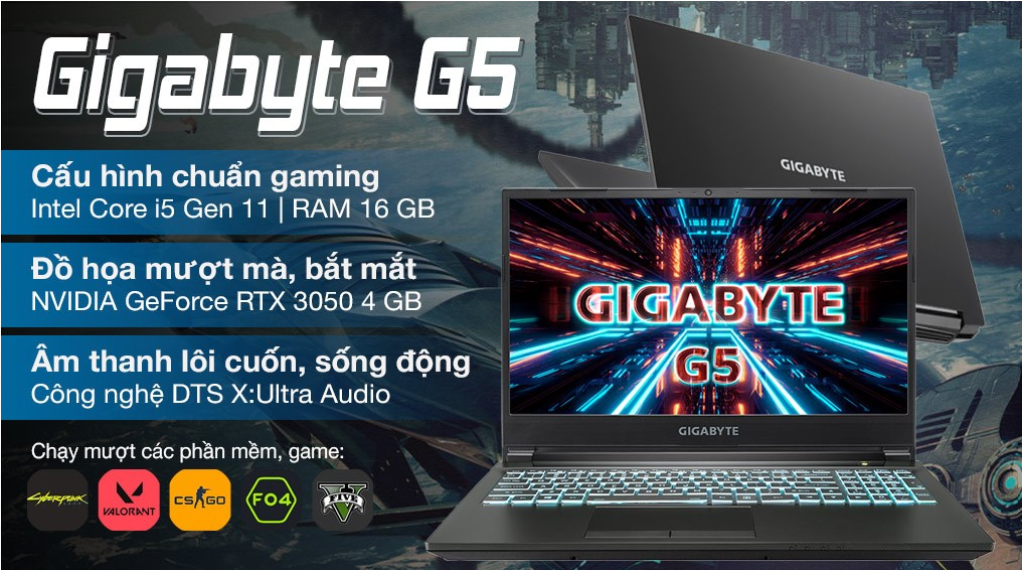 Gigabyte G5
Cấu hình chuẩn gaming
Intel Core i5 Gen 11 | RAM 16 GB
Đồ họa mượt mà, bắt mắt
NVIDIA GeForce RTX 3050 4 GB
Âm thanh lôi cuốn, sống động
Công nghệ DTS X:Ultra Audio
Chạy mượt các phần mềm, game:
Cyberpunk
VALORANT
CS GO
FO4
V
FIVE
GIGABYTE
GIGABYTE
G5
GIGABYTE